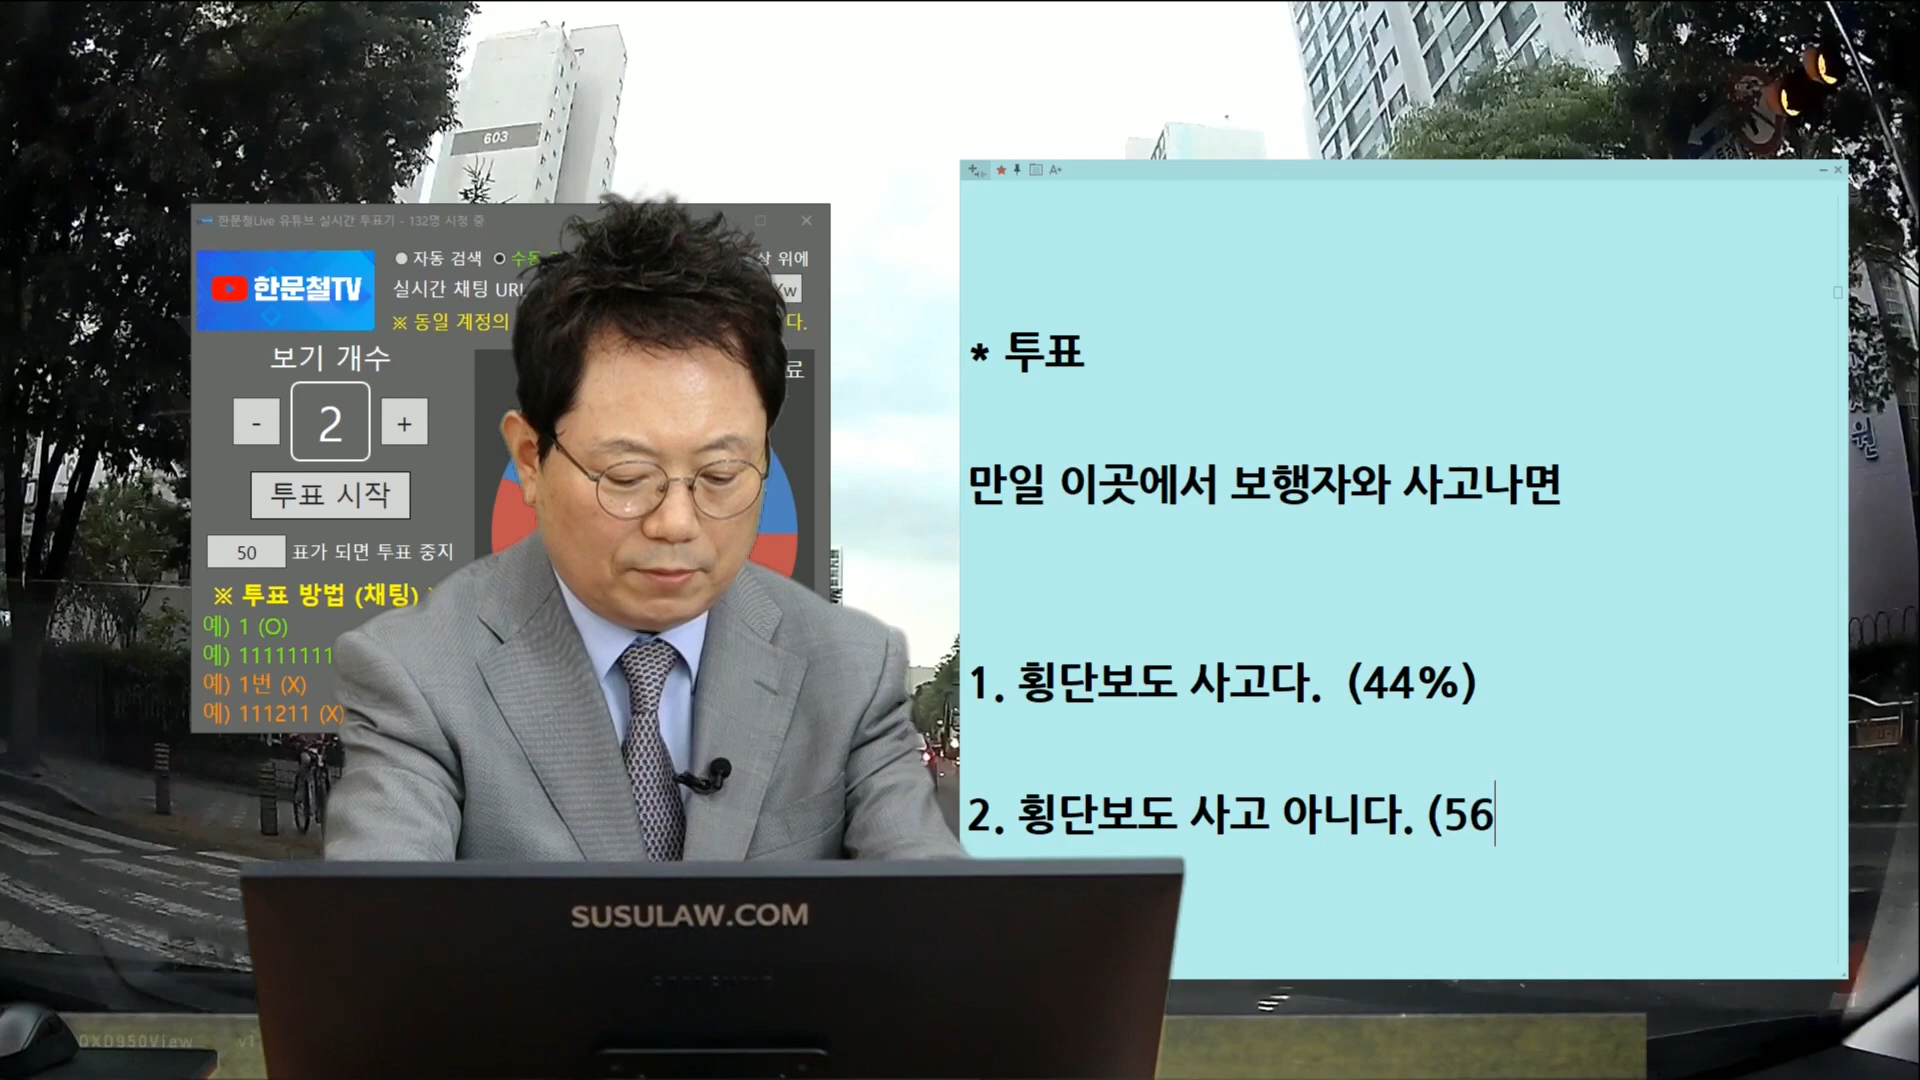 603
한문철Live 유튜브 실시간 투표기 - 132명 시청 중
한문철TV
자동 검색
수동
상 위에
실시간 채팅 URL
※ 동일 계정의
다.
보기 개수
- 2 +
료
투표 시작
50 표가 되면 투표 중지
※ 투표 방법 (채팅)
예) 1 (O)
예) 11111111
예) 1번 (X)
예) 111211 (X)
* 투표
만일 이곳에서 보행자와 사고나면
1. 횡단보도 사고다. (44%)
2. 횡단보도 사고 아니다. (56
원
SUSULAW.COM